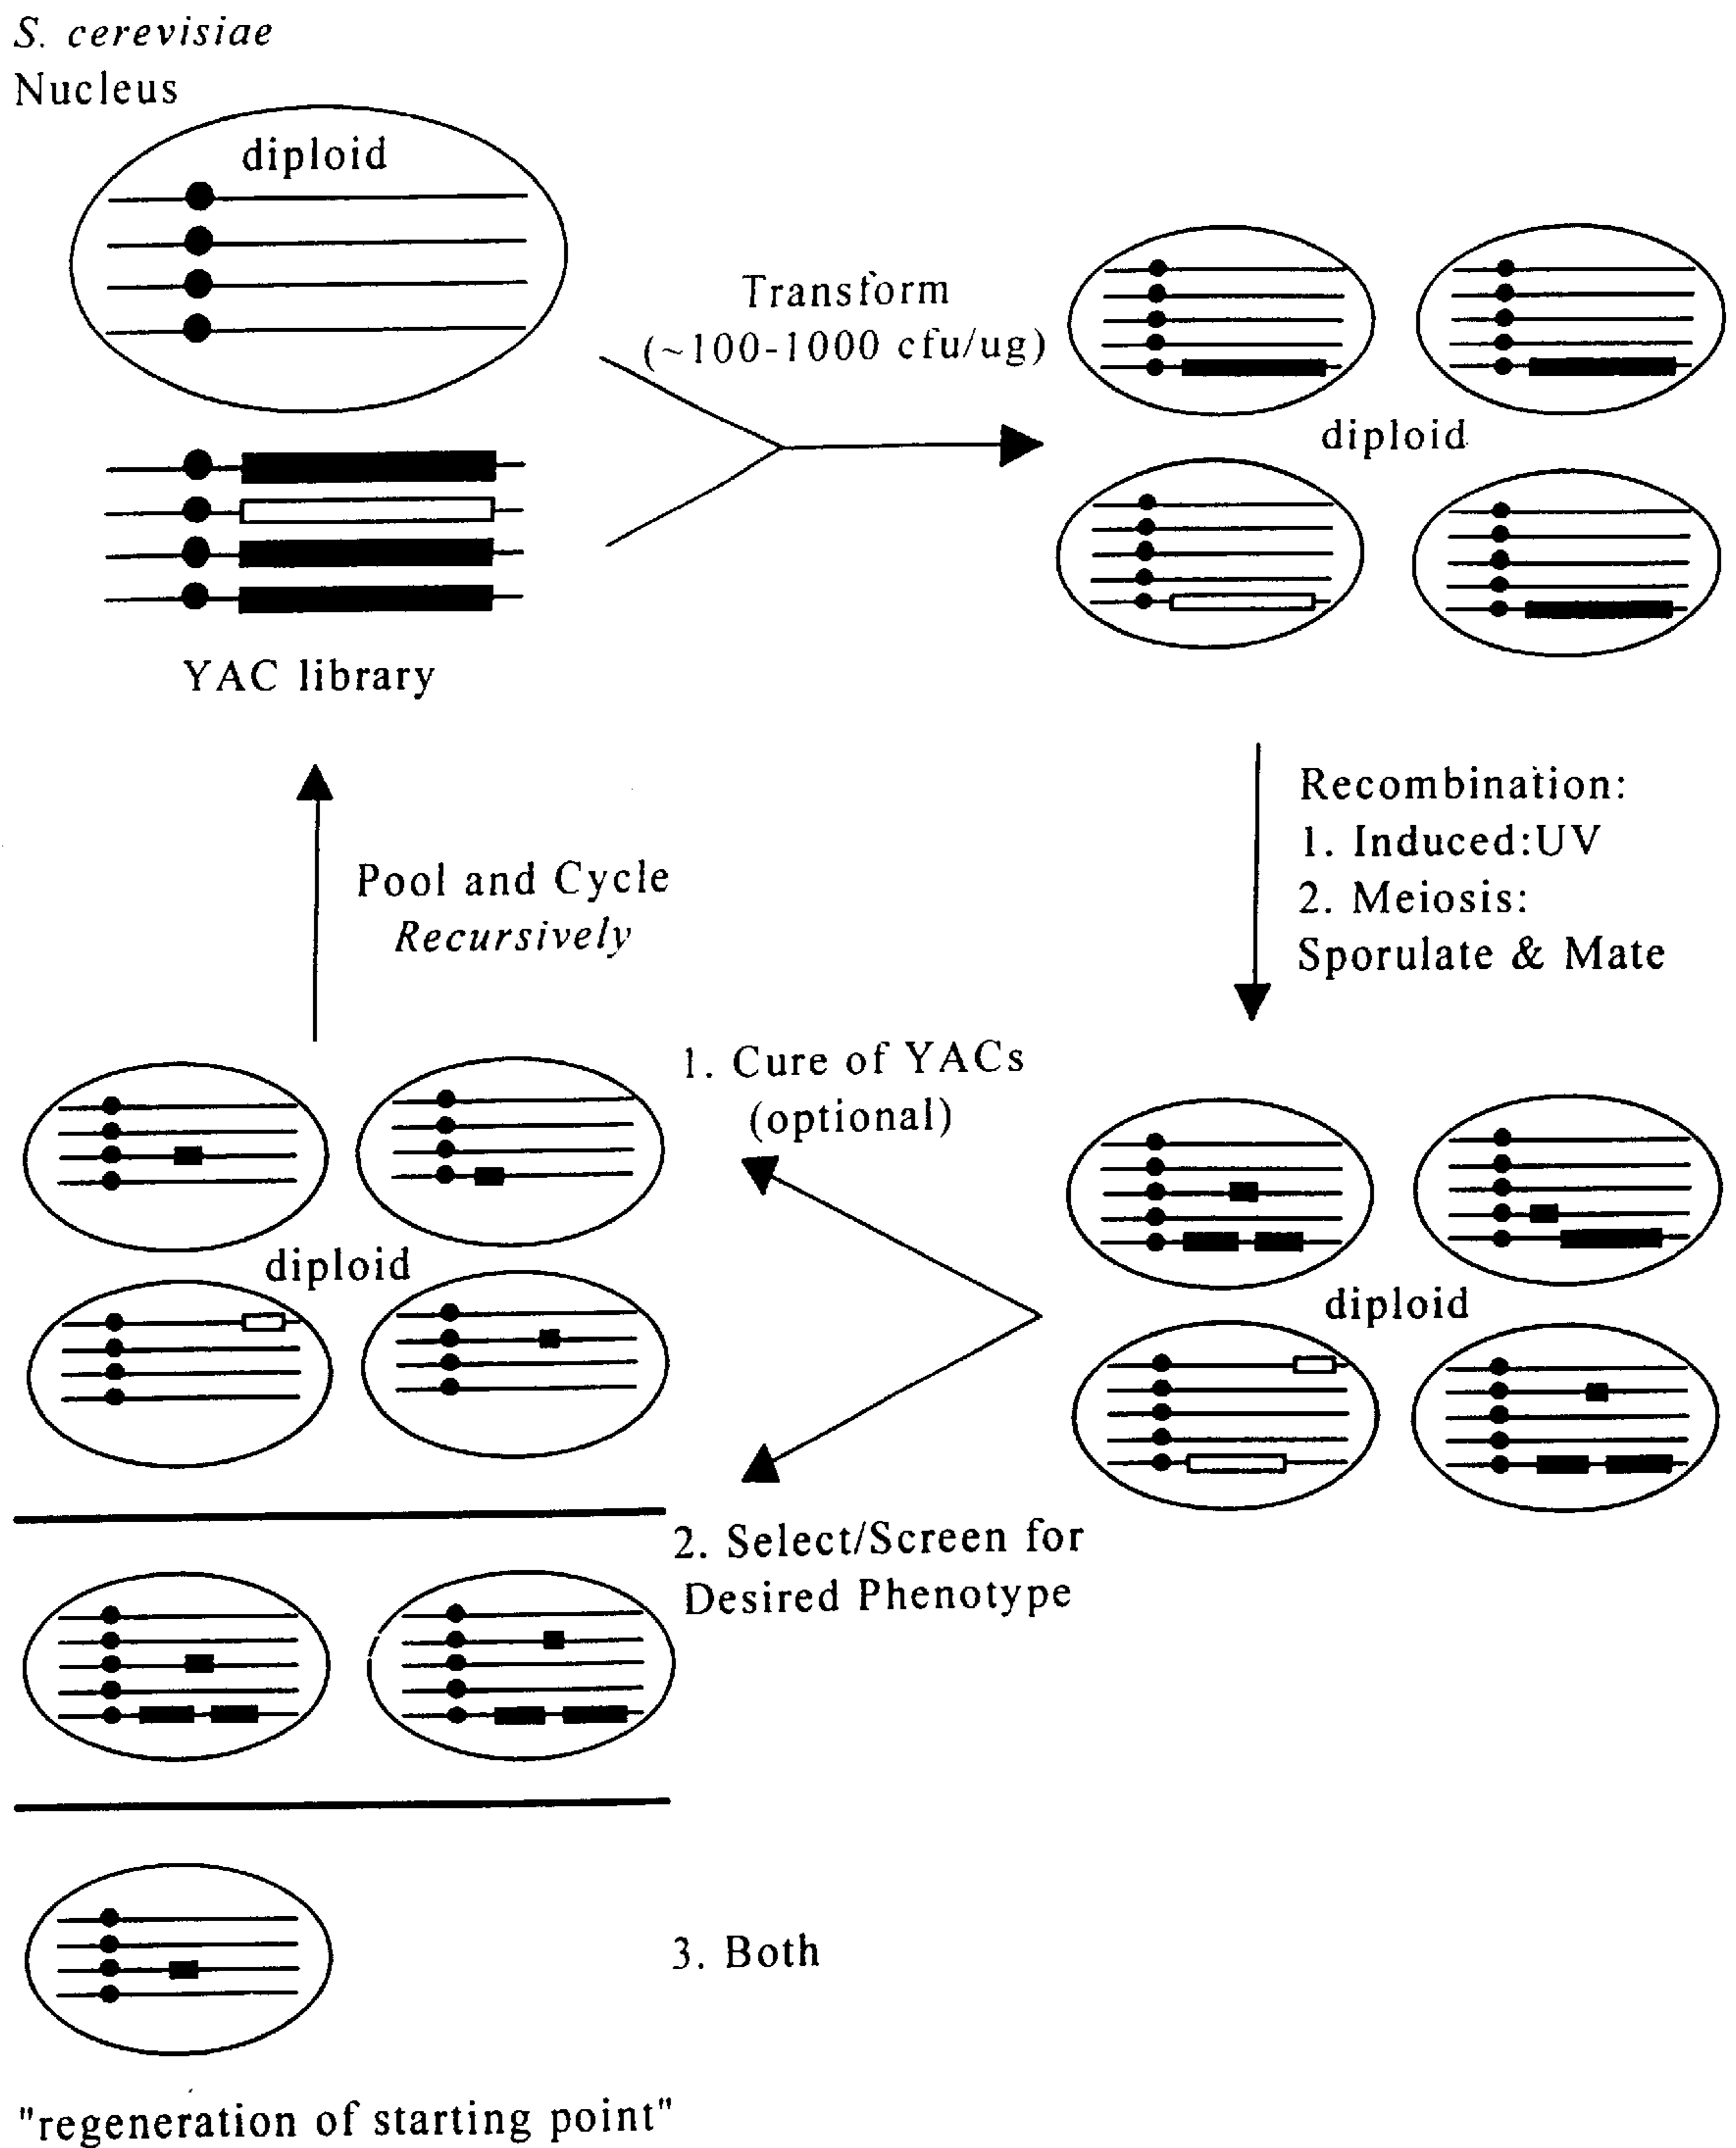 S. cerevisiae
Nucleus
diploid
Transform
(~100-1000 cfu/ug)
diploid
YAC library
Recombination:
1. Induced:UV
2. Meiosis:
Sporulate & Mate
Pool and Cycle
Recursively
1. Cure of YACs
(optional)
diploid
diploid
2. Select/Screen for
Desired Phenotype
3. Both
"regeneration of starting point"